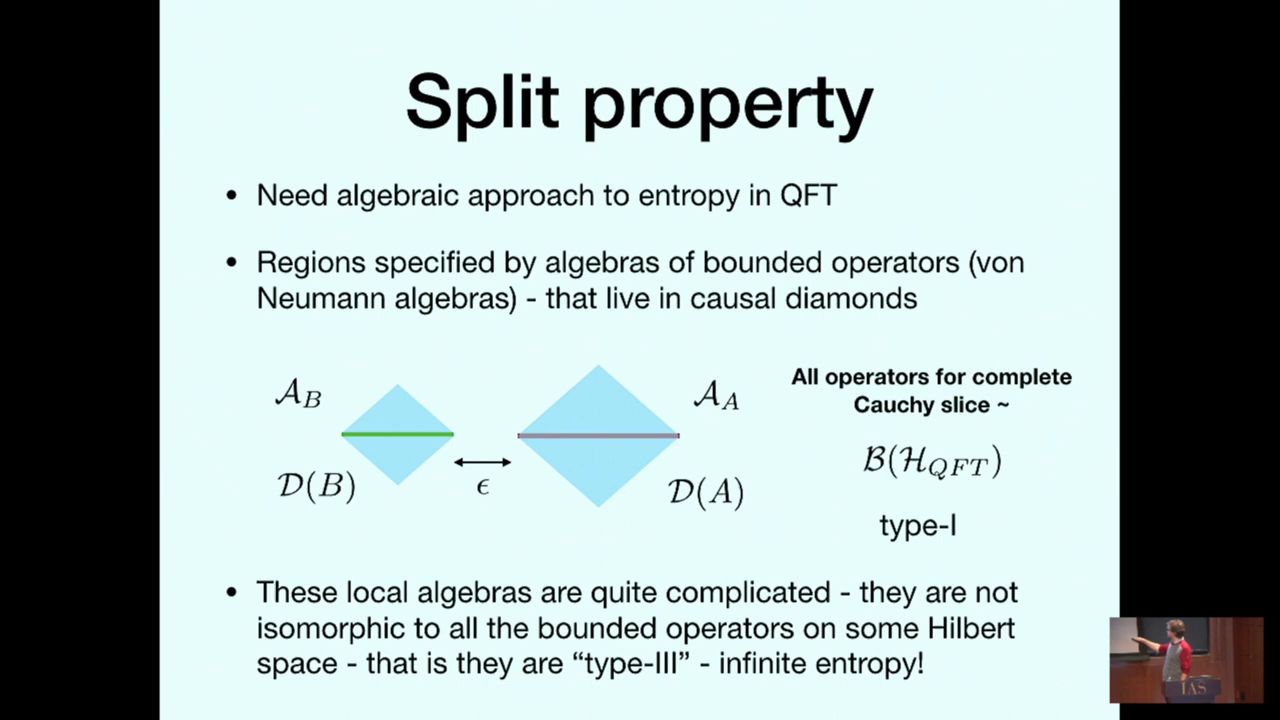 Split property
• Need algebraic approach to entropy in QFT
• Regions specified by algebras of bounded operators (von
Neumann algebras) - that live in causal diamonds
All operators for complete
Cauchy slice ~
𝒜_B
𝒜_A
ℬ(ℋ_QFT)
𝒟(B)
ϵ
𝒟(A)
type-I
• These local algebras are quite complicated - they are not
isomorphic to all the bounded operators on some Hilbert
space - that is they are “type-III” - infinite entropy!
IAS